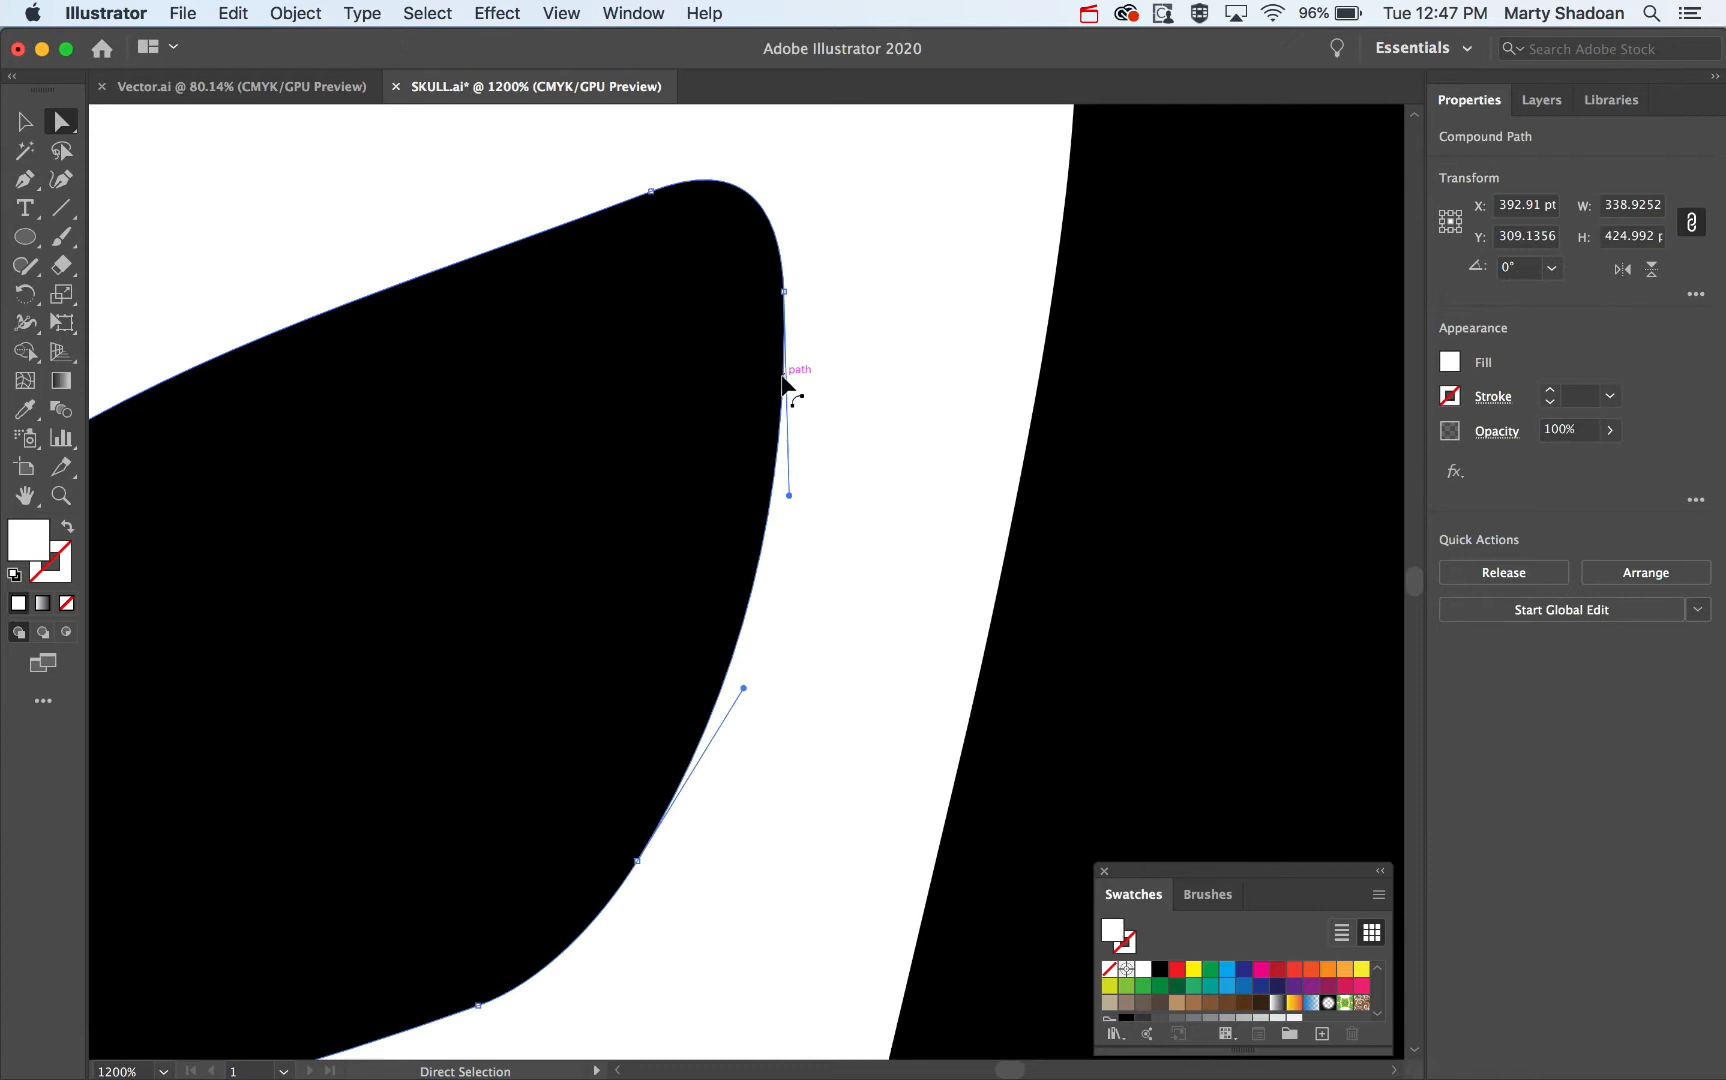 Illustrator File Edit Object Type Select Effect View Window Help 96% Tue 12:47 PM Marty Shadoan
Adobe Illustrator 2020 Essentials Search Adobe Stock
Vector.ai @ 80.14% (CMYK/GPU Preview) SKULL.ai* @ 1200% (CMYK/GPU Preview)
Properties Layers Libraries
Compound Path
Transform
X: 392.91 pt W: 338.9252
Y: 309.1356 H: 424.992 p
0°
Appearance
Fill
Stroke
Opacity 100%
fx.
path
Quick Actions
Release Arrange
Start Global Edit
Swatches Brushes
1200% 1 Direct Selection